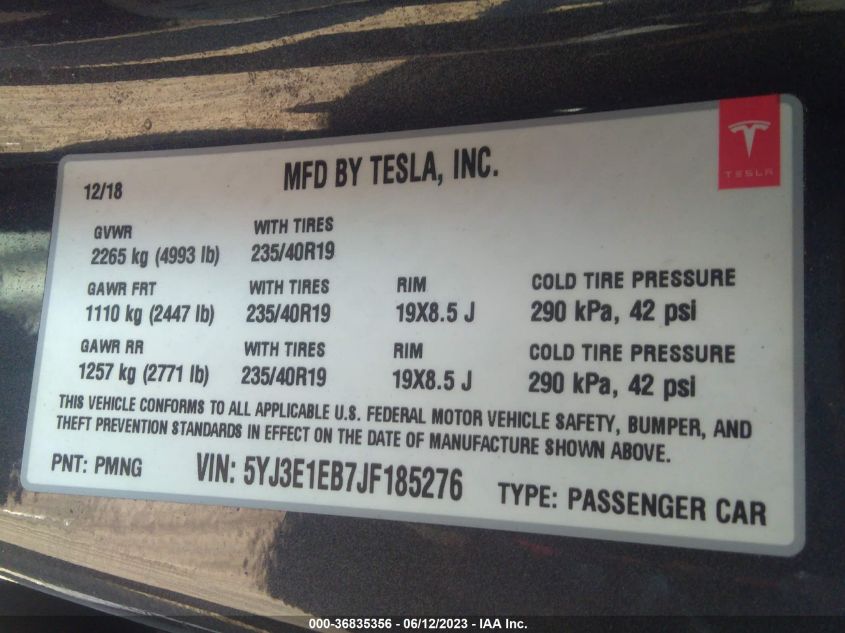 TESLA
12/18 MFD BY TESLA, INC.
GVWR WITH TIRES
2265 kg (4993 lb) 235/40R19
GAWR FRT WITH TIRES RIM COLD TIRE PRESSURE
1110 kg (2447 lb) 235/40R19 19X8.5 J 290 kPa, 42 psi
GAWR RR WITH TIRES RIM COLD TIRE PRESSURE
1257 kg (2771 lb) 235/40R19 19X8.5 J 290 kPa, 42 psi
THIS VEHICLE CONFORMS TO ALL APPLICABLE U.S. FEDERAL MOTOR VEHICLE SAFETY, BUMPER, AND
THEFT PREVENTION STANDARDS IN EFFECT ON THE DATE OF MANUFACTURE SHOWN ABOVE.
PNT: PMNG VIN: 5YJ3E1EB7JF185276 TYPE: PASSENGER CAR
000-36835356 - 06/12/2023 - IAA Inc.